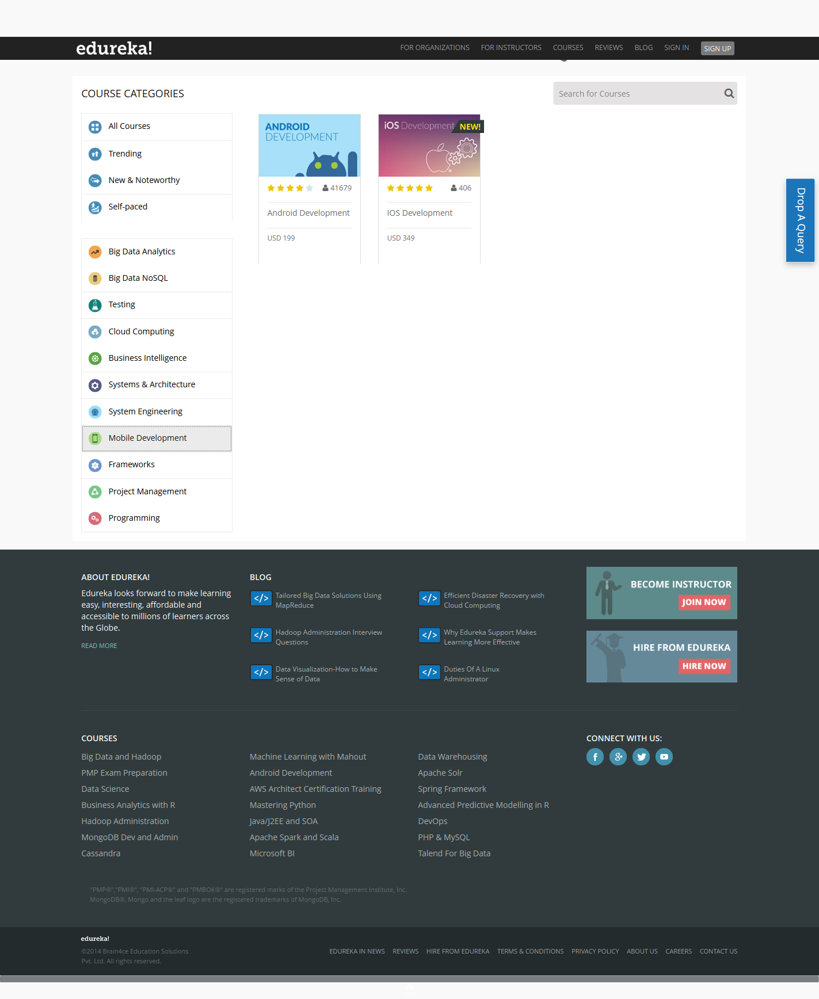 edureka!
FOR ORGANIZATIONS FOR INSTRUCTORS COURSES REVIEWS BLOG SIGN IN SIGN UP
COURSE CATEGORIES
Search for Courses
All Courses
Trending
New & Noteworthy
Self-paced
Big Data Analytics
Big Data NoSQL
Testing
Cloud Computing
Business Intelligence
Systems & Architecture
System Engineering
Mobile Development
Frameworks
Project Management
Programming
ANDROID
DEVELOPMENT
41679
Android Development
USD 199
iOS Development
NEW!
406
IOS Development
USD 349
Drop A Query
ABOUT EDUREKA!
Edureka looks forward to make learning
easy, interesting, affordable and
accessible to millions of learners across
the Globe.
READ MORE
BLOG
</> Tailored Big Data Solutions Using
MapReduce
</> Efficient Disaster Recovery with
Cloud Computing
</> Hadoop Administration Interview
Questions
</> Why Edureka Support Makes
Learning More Effective
</> Data Visualization-How to Make
Sense of Data
</> Duties Of A Linux
Administrator
BECOME INSTRUCTOR
JOIN NOW
HIRE FROM EDUREKA
HIRE NOW
COURSES
Big Data and Hadoop
PMP Exam Preparation
Data Science
Business Analytics with R
Hadoop Administration
MongoDB Dev and Admin
Cassandra
Machine Learning with Mahout
Android Development
AWS Architect Certification Training
Mastering Python
Java/J2EE and SOA
Apache Spark and Scala
Microsoft BI
Data Warehousing
Apache Solr
Spring Framework
Advanced Predictive Modelling in R
DevOps
PHP & MySQL
Talend For Big Data
CONNECT WITH US:
"PMP®","PMI®", "PMI-ACP®" and "PMBOK®" are registered marks of the Project Management Institute, Inc.
MongoDB®, Mongo and the leaf logo are the registered trademarks of MongoDB, Inc.
edureka!
©2014 Brain4ce Education Solutions
Pvt. Ltd. All rights reserved.
EDUREKA IN NEWS REVIEWS HIRE FROM EDUREKA TERMS & CONDITIONS PRIVACY POLICY ABOUT US CAREERS CONTACT US